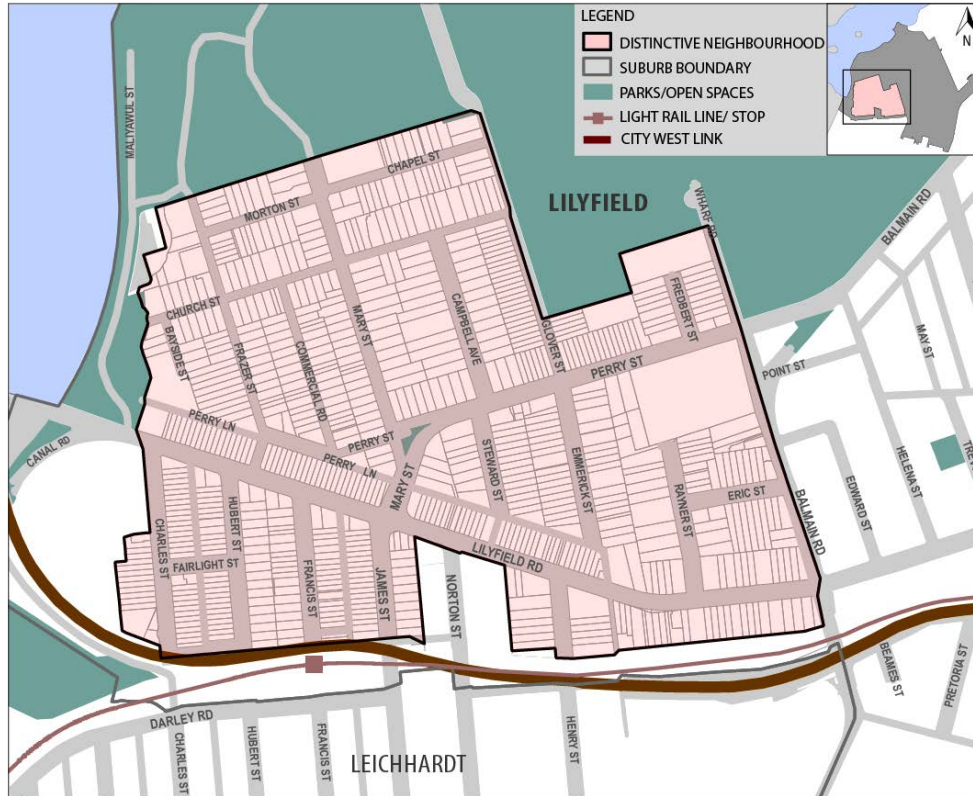 LEGEND
DISTINCTIVE NEIGHBOURHOOD
SUBURB BOUNDARY
PARKS/OPEN SPACES
LIGHT RAIL LINE/ STOP
CITY WEST LINK
N
MALIYAWUL ST
CHAPEL ST
MORTON ST
LILYFIELD
WHARF RD
BALMAIN RD
CHURCH ST
BAYSIDE ST
FRAZER ST
COMMERCIAL RD
MARY ST
CAMPBELL AVE
GLOVER ST
FREDBERT ST
PERRY ST
POINT ST
MAY ST
CANAL RD
PERRY LN
PERRY ST
PERRY LN
MARY ST
STEWARD ST
EMMERICK ST
RAYNER ST
ERIC ST
BALMAIN RD
EDWARD ST
HELENA ST
CHARLES ST
HUBERT ST
FAIRLIGHT ST
FRANCIS ST
JAMES ST
LILYFIELD RD
NORTON ST
BEAMES ST
PRETORIA ST
DARLEY RD
CHARLES ST
HUBERT ST
FRANCIS ST
LEICHHARDT
HENRY ST